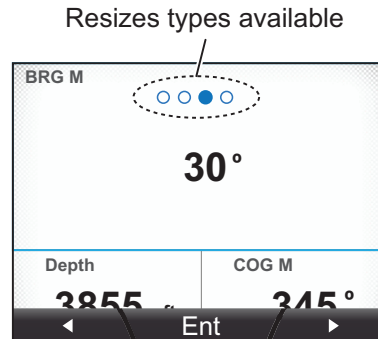 Resizes types available
BRG M
30°
Depth
COG M
3855 ft
345°
◄ Ent ►